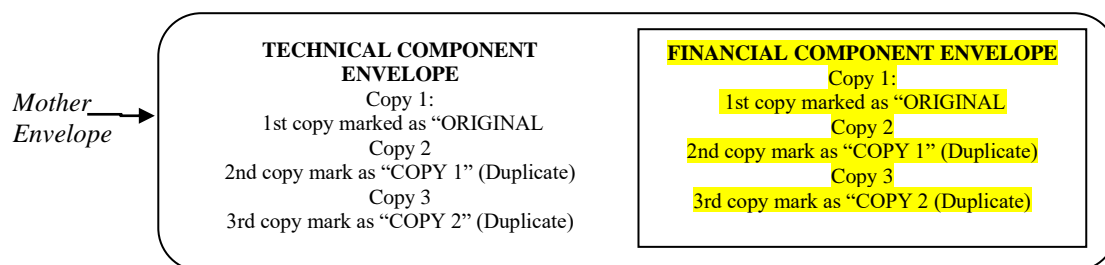 Mother
Envelope
TECHNICAL COMPONENT
ENVELOPE
Copy 1:
1st copy marked as “ORIGINAL
Copy 2
2nd copy mark as “COPY 1” (Duplicate)
Copy 3
3rd copy mark as “COPY 2” (Duplicate)
FINANCIAL COMPONENT ENVELOPE
Copy 1:
1st copy marked as “ORIGINAL
Copy 2
2nd copy mark as “COPY 1” (Duplicate)
Copy 3
3rd copy mark as “COPY 2 (Duplicate)